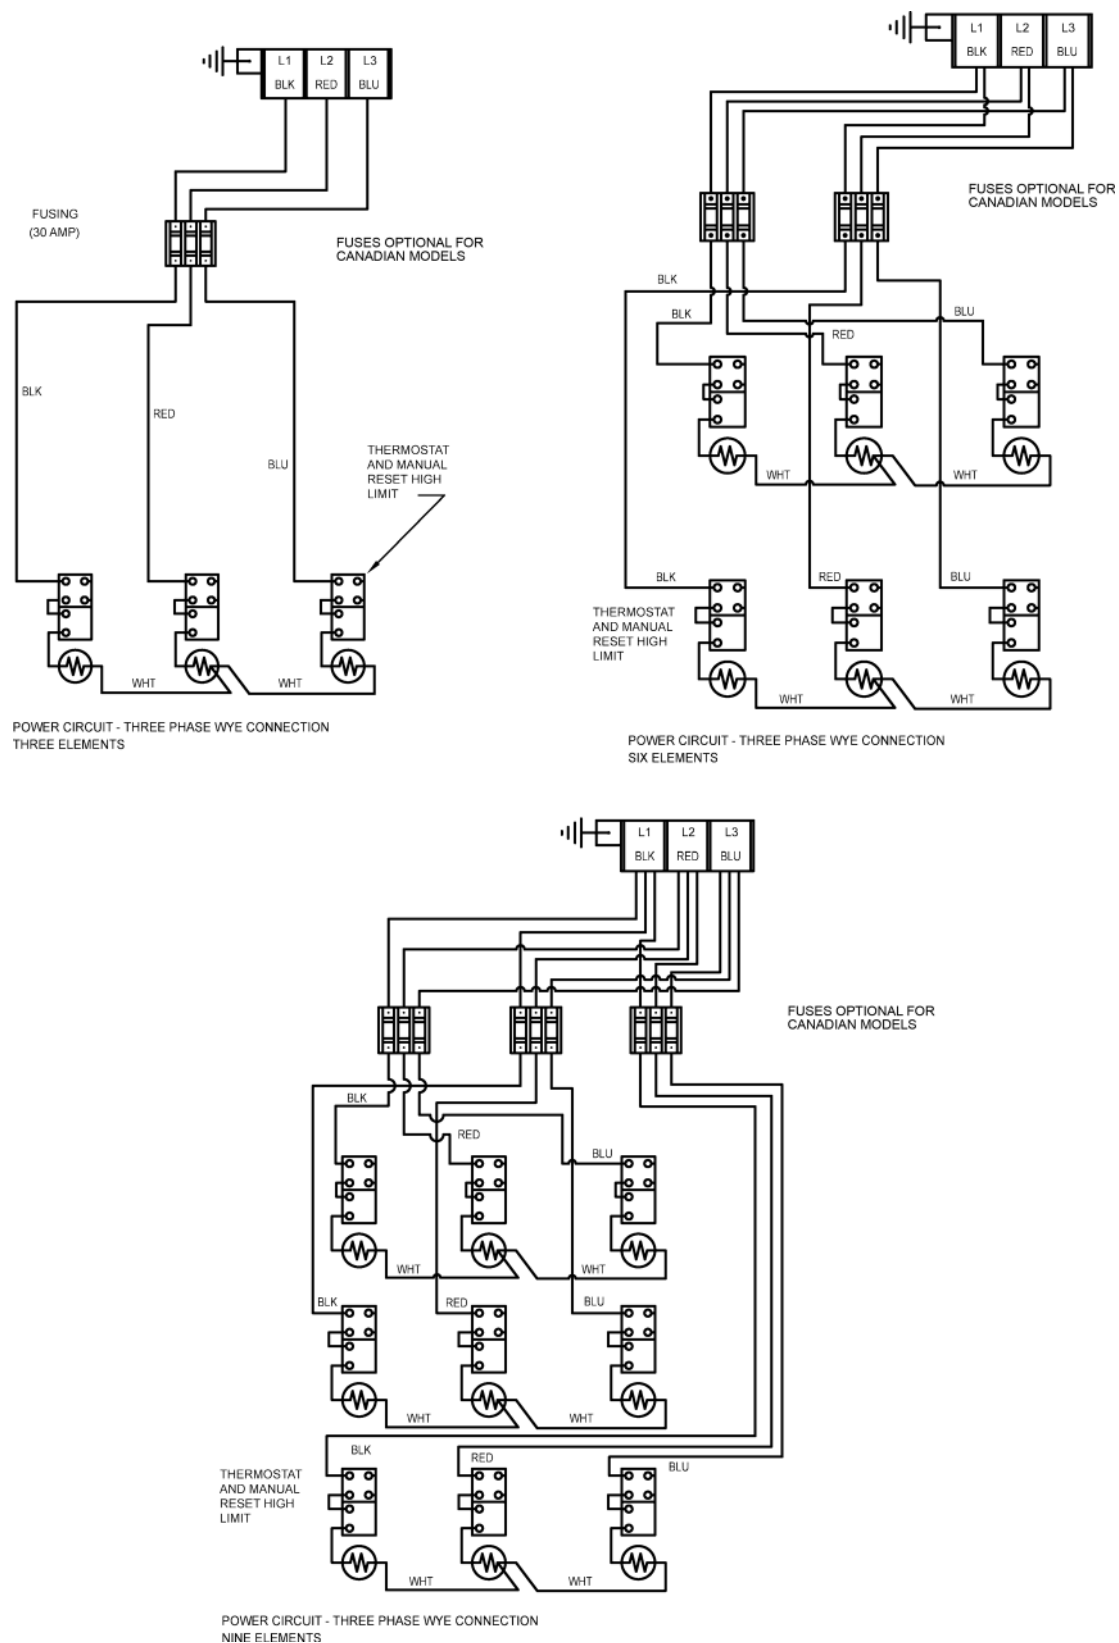 L1 L2 L3
BLK RED BLU
FUSING
(30 AMP)
FUSES OPTIONAL FOR
CANADIAN MODELS
BLK
RED
BLU
THERMOSTAT
AND MANUAL
RESET HIGH
LIMIT
WHT WHT
POWER CIRCUIT - THREE PHASE WYE CONNECTION
THREE ELEMENTS
L1 L2 L3
BLK RED BLU
FUSES OPTIONAL FOR
CANADIAN MODELS
BLK
BLK
RED
BLU
WHT WHT
BLK RED BLU
THERMOSTAT
AND MANUAL
RESET HIGH
LIMIT
WHT WHT
POWER CIRCUIT - THREE PHASE WYE CONNECTION
SIX ELEMENTS
L1 L2 L3
BLK RED BLU
FUSES OPTIONAL FOR
CANADIAN MODELS
BLK
RED
BLU
WHT WHT
BLK RED BLU
WHT WHT
BLK RED BLU
THERMOSTAT
AND MANUAL
RESET HIGH
LIMIT
WHT WHT
POWER CIRCUIT - THREE PHASE WYE CONNECTION
NINE ELEMENTS